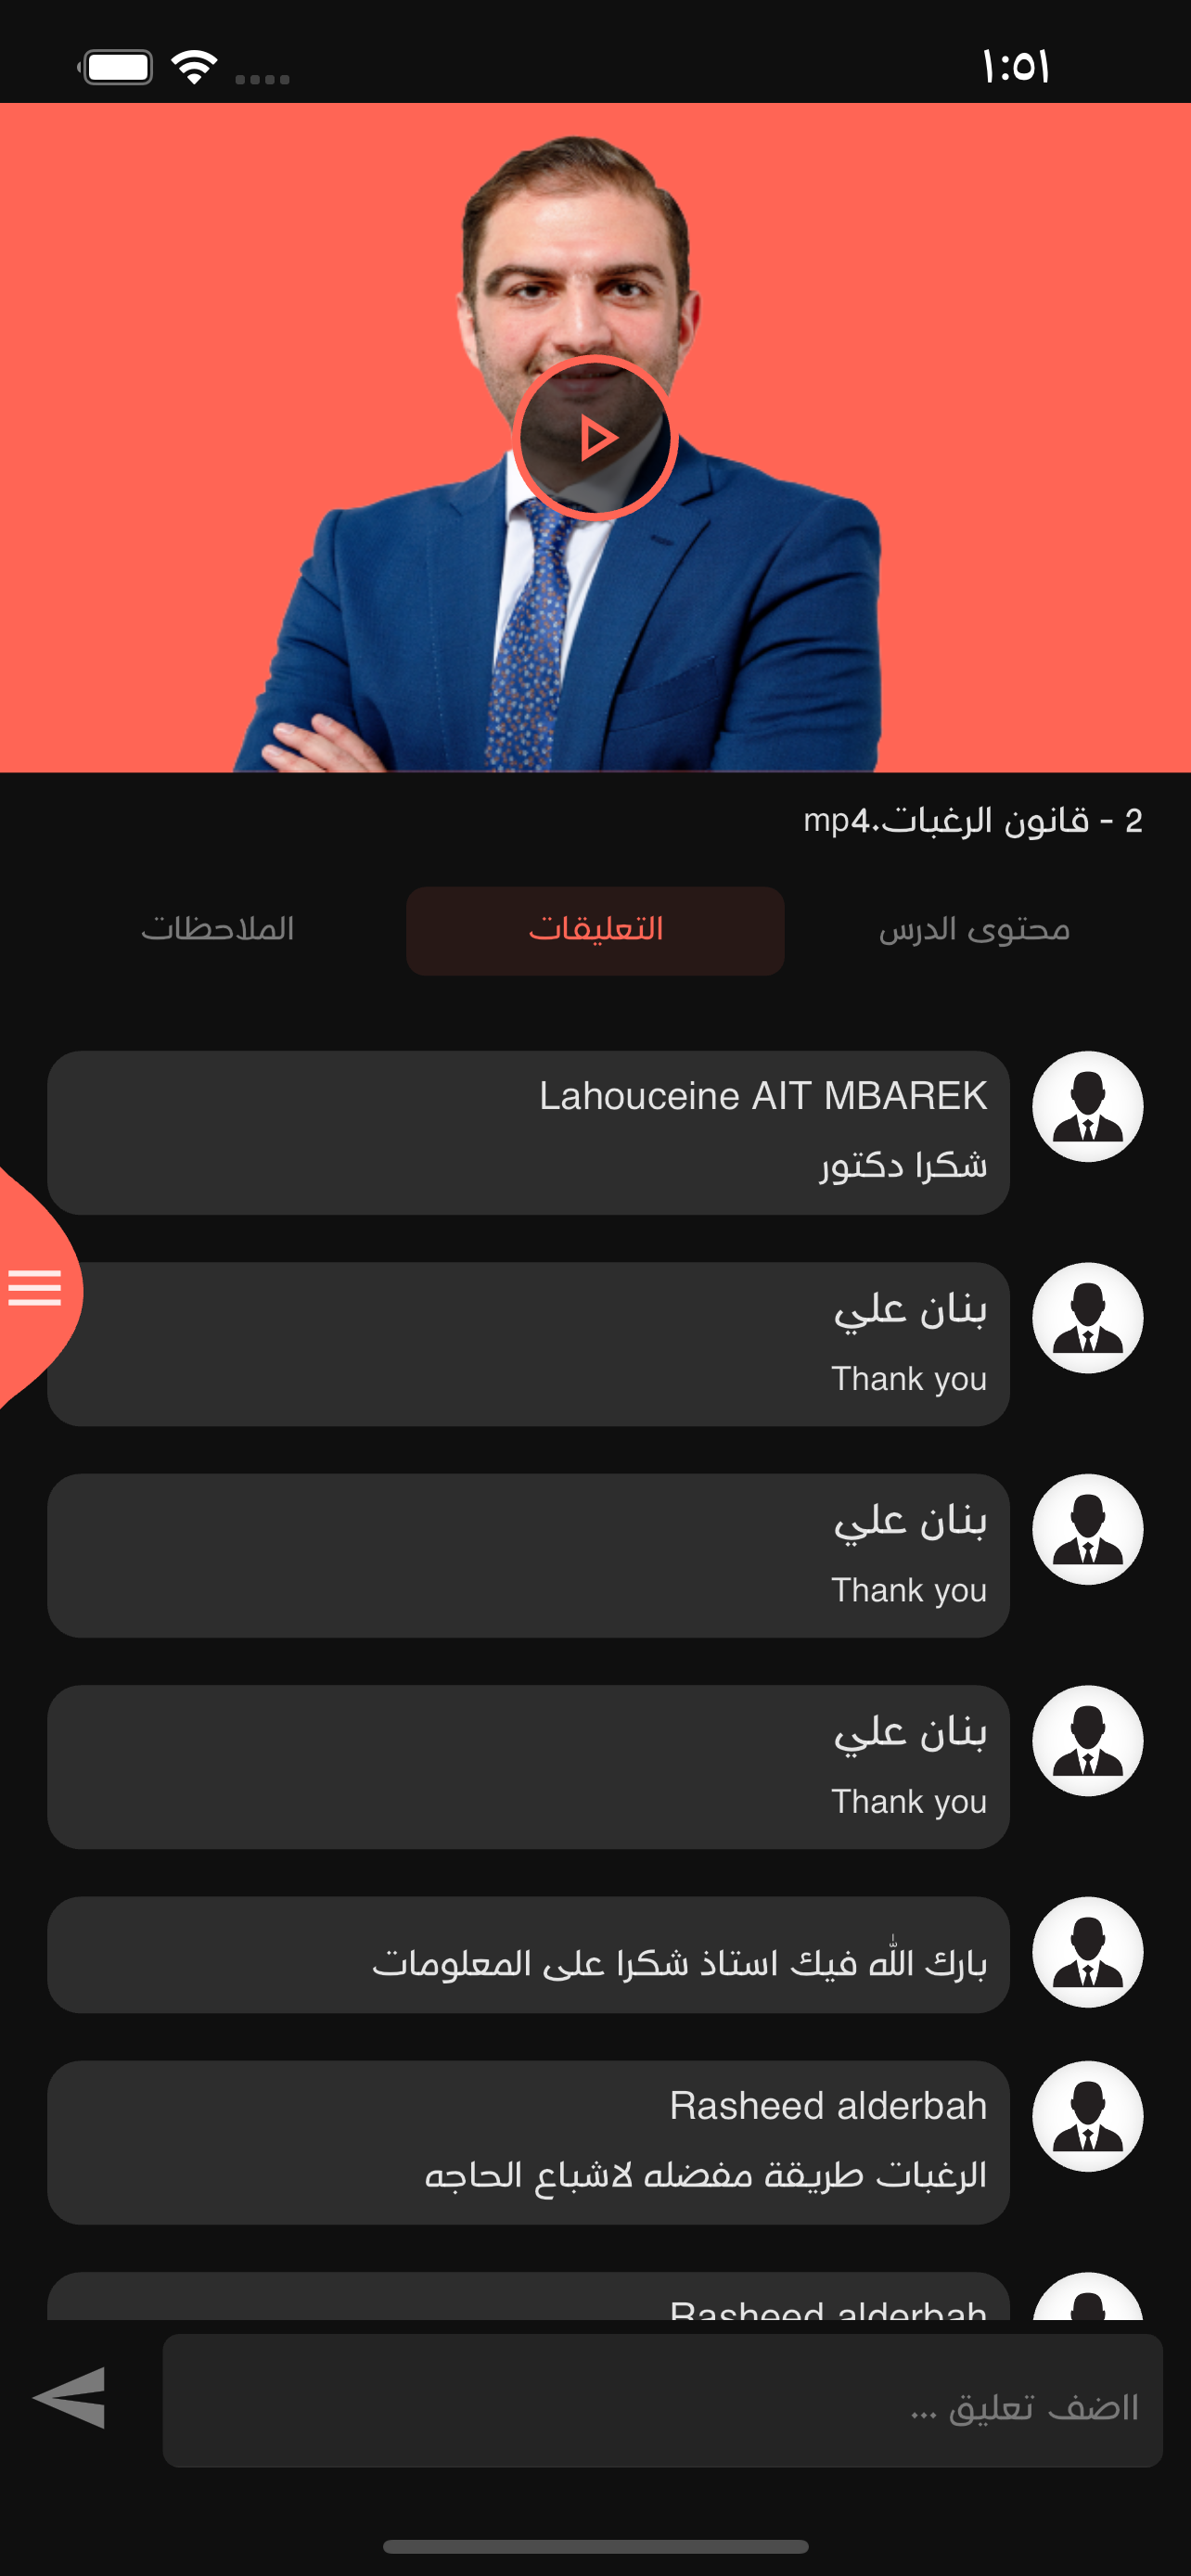 ١:٥١
2 - قانون الرغبات.mp4
محتوى الدرس
التعليقات
الملاحظات
Lahouceine AIT MBAREK
شكرا دكتور
بنان علي
Thank you
بنان علي
Thank you
بنان علي
Thank you
بارك الله فيك استاذ شكرا على المعلومات
Rasheed alderbah
الرغبات طريقة مفضله لاشباع الحاجه
Rasheed alderbah
ااضف تعليق ...